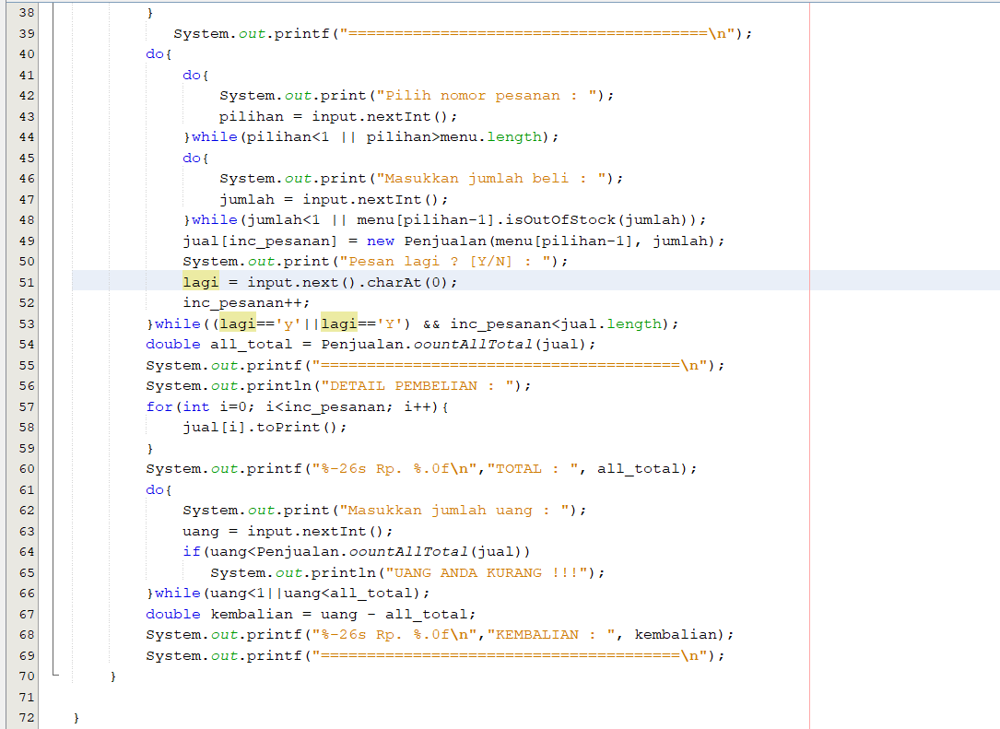 38 }
39 System.out.printf("=======================================\n");
40 do{
41 do{
42 System.out.print("Pilih nomor pesanan : ");
43 pilihan = input.nextInt();
44 }while(pilihan<1 || pilihan>menu.length);
45 do{
46 System.out.print("Masukkan jumlah beli : ");
47 jumlah = input.nextInt();
48 }while(jumlah<1 || menu[pilihan-1].isOutOfStock(jumlah));
49 jual[inc_pesanan] = new Penjualan(menu[pilihan-1], jumlah);
50 System.out.print("Pesan lagi ? [Y/N] : ");
51 lagi = input.next().charAt(0);
52 inc_pesanan++;
53 }while((lagi=='y'||lagi=='Y') && inc_pesanan<jual.length);
54 double all_total = Penjualan.oountAllTotal(jual);
55 System.out.printf("=======================================\n");
56 System.out.println("DETAIL PEMBELIAN : ");
57 for(int i=0; i<inc_pesanan; i++){
58 jual[i].toPrint();
59 }
60 System.out.printf("%-26s Rp. %.0f\n","TOTAL : ", all_total);
61 do{
62 System.out.print("Masukkan jumlah uang : ");
63 uang = input.nextInt();
64 if(uang<Penjualan.oountAllTotal(jual))
65 System.out.println("UANG ANDA KURANG !!!");
66 }while(uang<1||uang<all_total);
67 double kembalian = uang - all_total;
68 System.out.printf("%-26s Rp. %.0f\n","KEMBALIAN : ", kembalian);
69 System.out.printf("=======================================\n");
70 }
71
72 }